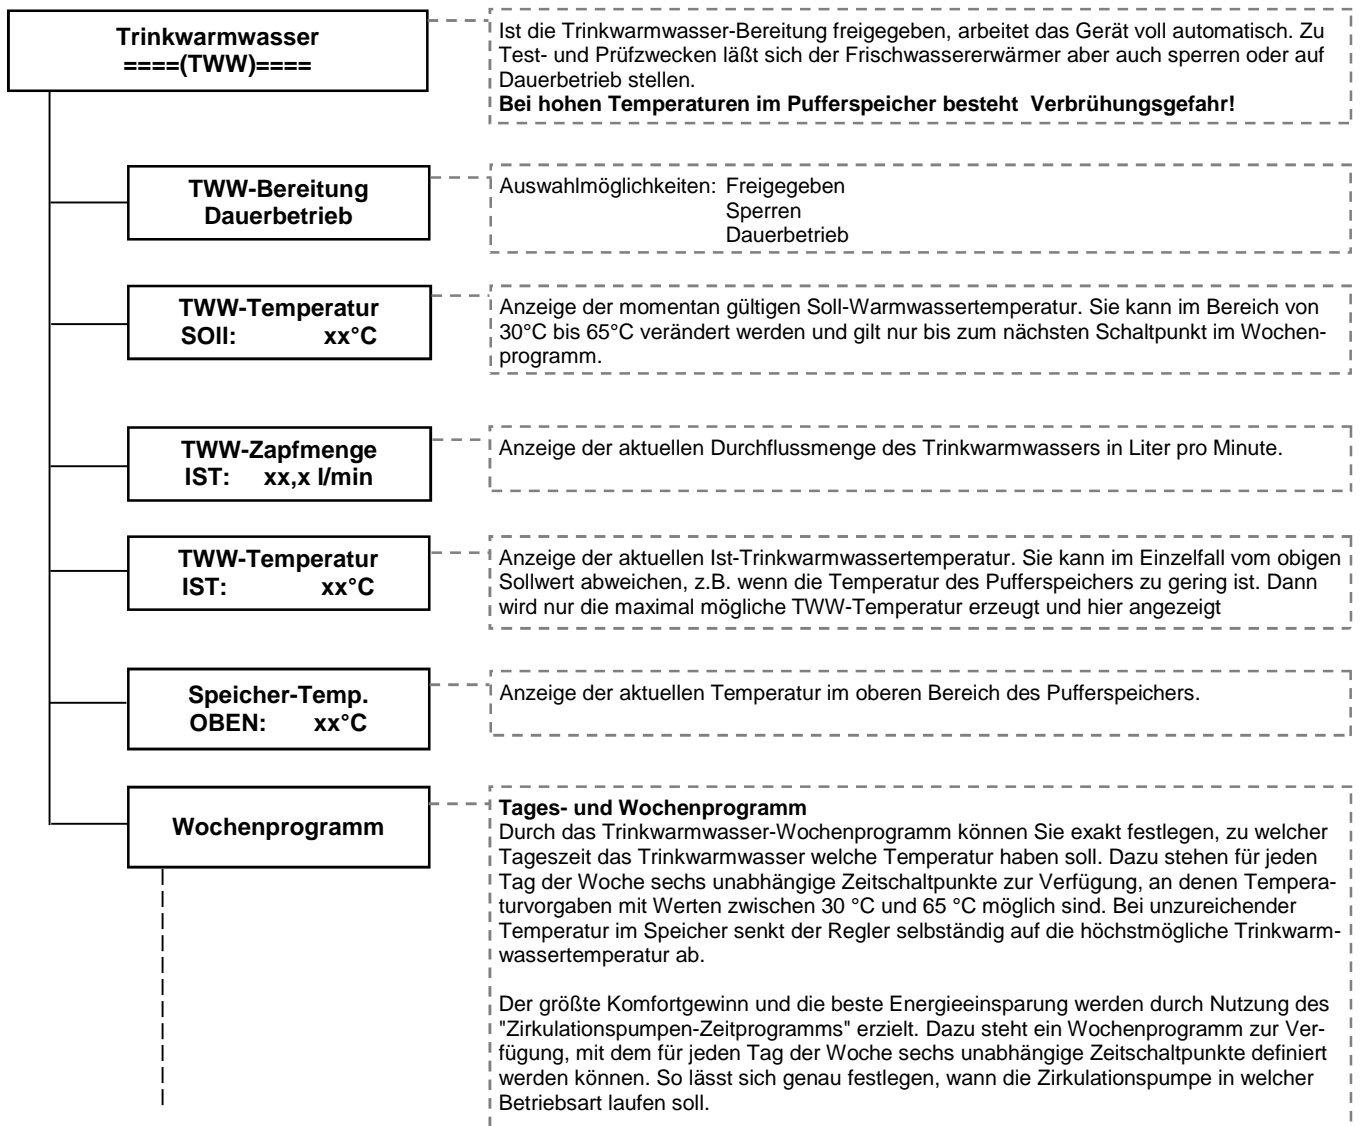 Trinkwarmwasser
====(TWW)====
Ist die Trinkwarmwasser-Bereitung freigegeben, arbeitet das Gerät voll automatisch. Zu
Test- und Prüfzwecken läßt sich der Frischwassererwärmer aber auch sperren oder auf
Dauerbetrieb stellen.
Bei hohen Temperaturen im Pufferspeicher besteht Verbrühungsgefahr!
TWW-Bereitung
Dauerbetrieb
Auswahlmöglichkeiten: Freigegeben
Sperren
Dauerbetrieb
TWW-Temperatur
SOll: xx°C
Anzeige der momentan gültigen Soll-Warmwassertemperatur. Sie kann im Bereich von
30°C bis 65°C verändert werden und gilt nur bis zum nächsten Schaltpunkt im Wochen-
programm.
TWW-Zapfmenge
IST: xx,x l/min
Anzeige der aktuellen Durchflussmenge des Trinkwarmwassers in Liter pro Minute.
TWW-Temperatur
IST: xx°C
Anzeige der aktuellen Ist-Trinkwarmwassertemperatur. Sie kann im Einzelfall vom obigen
Sollwert abweichen, z.B. wenn die Temperatur des Pufferspeichers zu gering ist. Dann
wird nur die maximal mögliche TWW-Temperatur erzeugt und hier angezeigt
Speicher-Temp.
OBEN: xx°C
Anzeige der aktuellen Temperatur im oberen Bereich des Pufferspeichers.
Wochenprogramm
Tages- und Wochenprogramm
Durch das Trinkwarmwasser-Wochenprogramm können Sie exakt festlegen, zu welcher
Tageszeit das Trinkwarmwasser welche Temperatur haben soll. Dazu stehen für jeden
Tag der Woche sechs unabhängige Zeitschaltpunkte zur Verfügung, an denen Tempera-
turvorgaben mit Werten zwischen 30 °C und 65 °C möglich sind. Bei unzureichender
Temperatur im Speicher senkt der Regler selbständig auf die höchstmögliche Trinkwarm-
wassertemperatur ab.
Der größte Komfortgewinn und die beste Energieeinsparung werden durch Nutzung des
"Zirkulationspumpen-Zeitprogramms" erzielt. Dazu steht ein Wochenprogramm zur Ver-
fügung, mit dem für jeden Tag der Woche sechs unabhängige Zeitschaltpunkte definiert
werden können. So lässt sich genau festlegen, wann die Zirkulationspumpe in welcher
Betriebsart laufen soll.